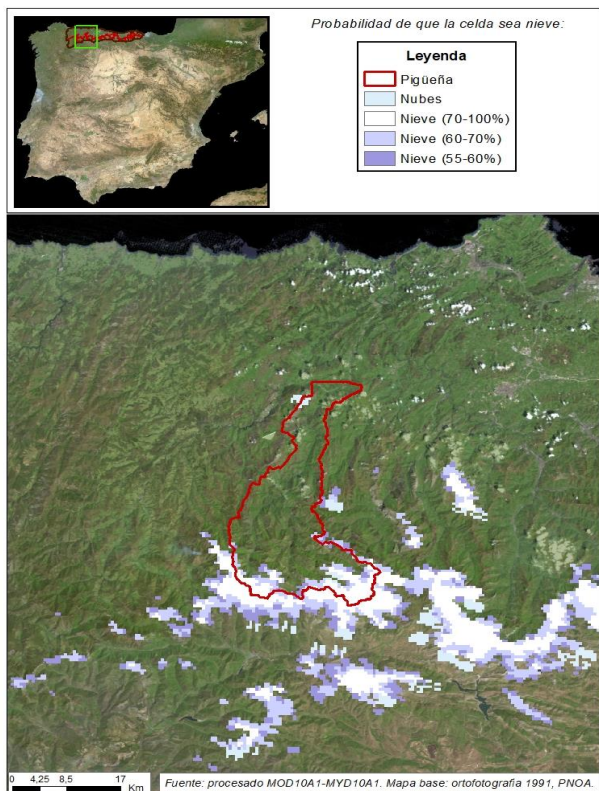 Probabilidad de que la celda sea nieve:
Leyenda
Pigüeña
Nubes
Nieve (70-100%)
Nieve (60-70%)
Nieve (55-60%)
0 4,25 8,5 17
Km
Fuente: procesado MOD10A1-MYD10A1. Mapa base: ortofotografia 1991, PNOA.